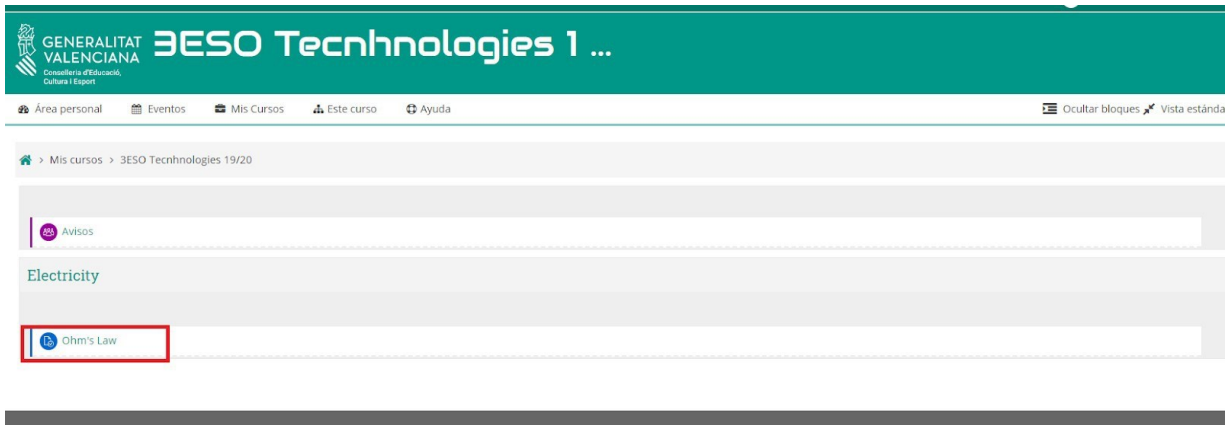 GENERALITAT
VALENCIANA
Conselleria d'Educació,
Cultura i Esport
3ESO Tecnhnologies 1 ...
Área personal Eventos Mis Cursos Este curso Ayuda Ocultar bloques Vista estánda
Mis cursos > 3ESO Tecnhnologies 19/20
Avisos
Electricity
Ohm's Law